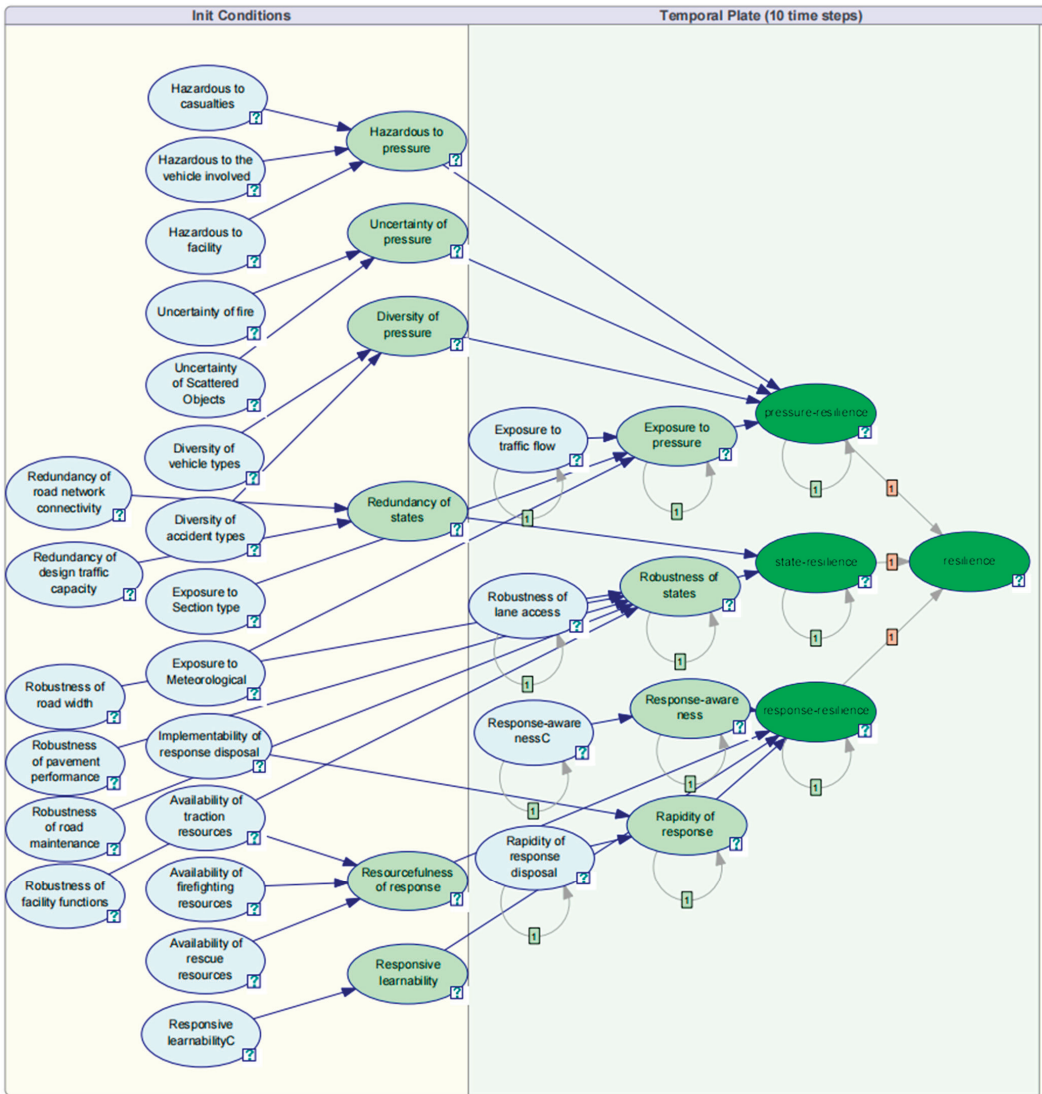 Init Conditions
Temporal Plate (10 time steps)
Hazardous to
casualties
?
Hazardous to
pressure
?
Hazardous to the
vehicle involved
?
Hazardous to
facility
?
Uncertainty of
pressure
?
Uncertainty of fire
?
Diversity of
pressure
?
Uncertainty
of Scattered
Objects
?
Diversity of
vehicle types
?
Redundancy of
road network
connectivity
?
Redundancy of
states
?
Diversity of
accident types
?
Redundancy of
design traffic
capacity
?
Exposure to
Section type
?
Exposure to
Meteorological
?
Robustness of
road width
?
Implementability of
response disposal
?
Robustness
of pavement
performance
?
Availability of
traction
resources
?
Robustness
of road
maintenance
?
Availability of
firefighting
resources
?
Resourcefulness
of response
?
Robustness of
facility functions
?
Availability of
rescue
resources
?
Responsive
learnability
?
Responsive
learnabilityC
?
Exposure to
traffic flow
?
1
Exposure to
pressure
?
1
pressure-resilience
?
1
1
Robustness of
lane access
?
1
Robustness of
states
?
1
state-resilience
?
1
1
resilience
?
1
Response-aware
nessC
?
1
Response-aware
ness
?
1
response-resilience
?
1
Rapidity of
response
disposal
?
1
Rapidity of
response
?
1